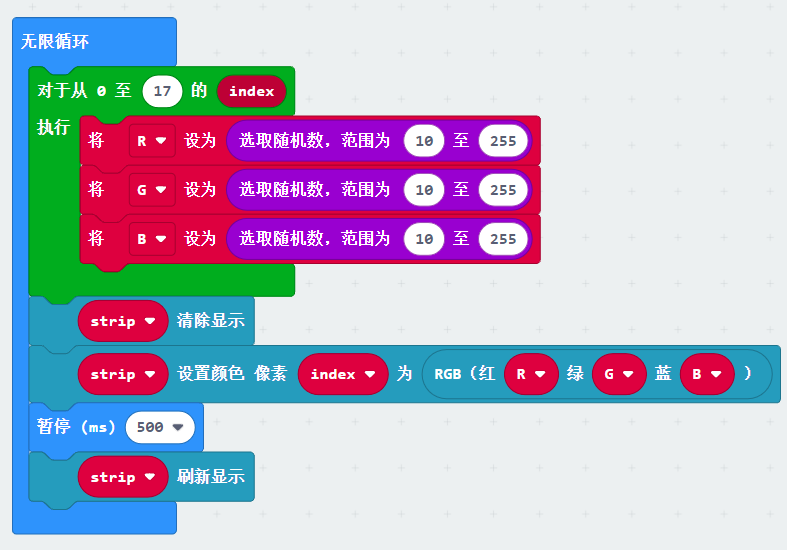 无限循环
对于从 0 至 17 的 index
执行
将 R 设为 选取随机数，范围为 10 至 255
将 G 设为 选取随机数，范围为 10 至 255
将 B 设为 选取随机数，范围为 10 至 255
strip 清除显示
strip 设置颜色 像素 index 为 RGB（红 R 绿 G 蓝 B ）
暂停 (ms) 500
strip 刷新显示